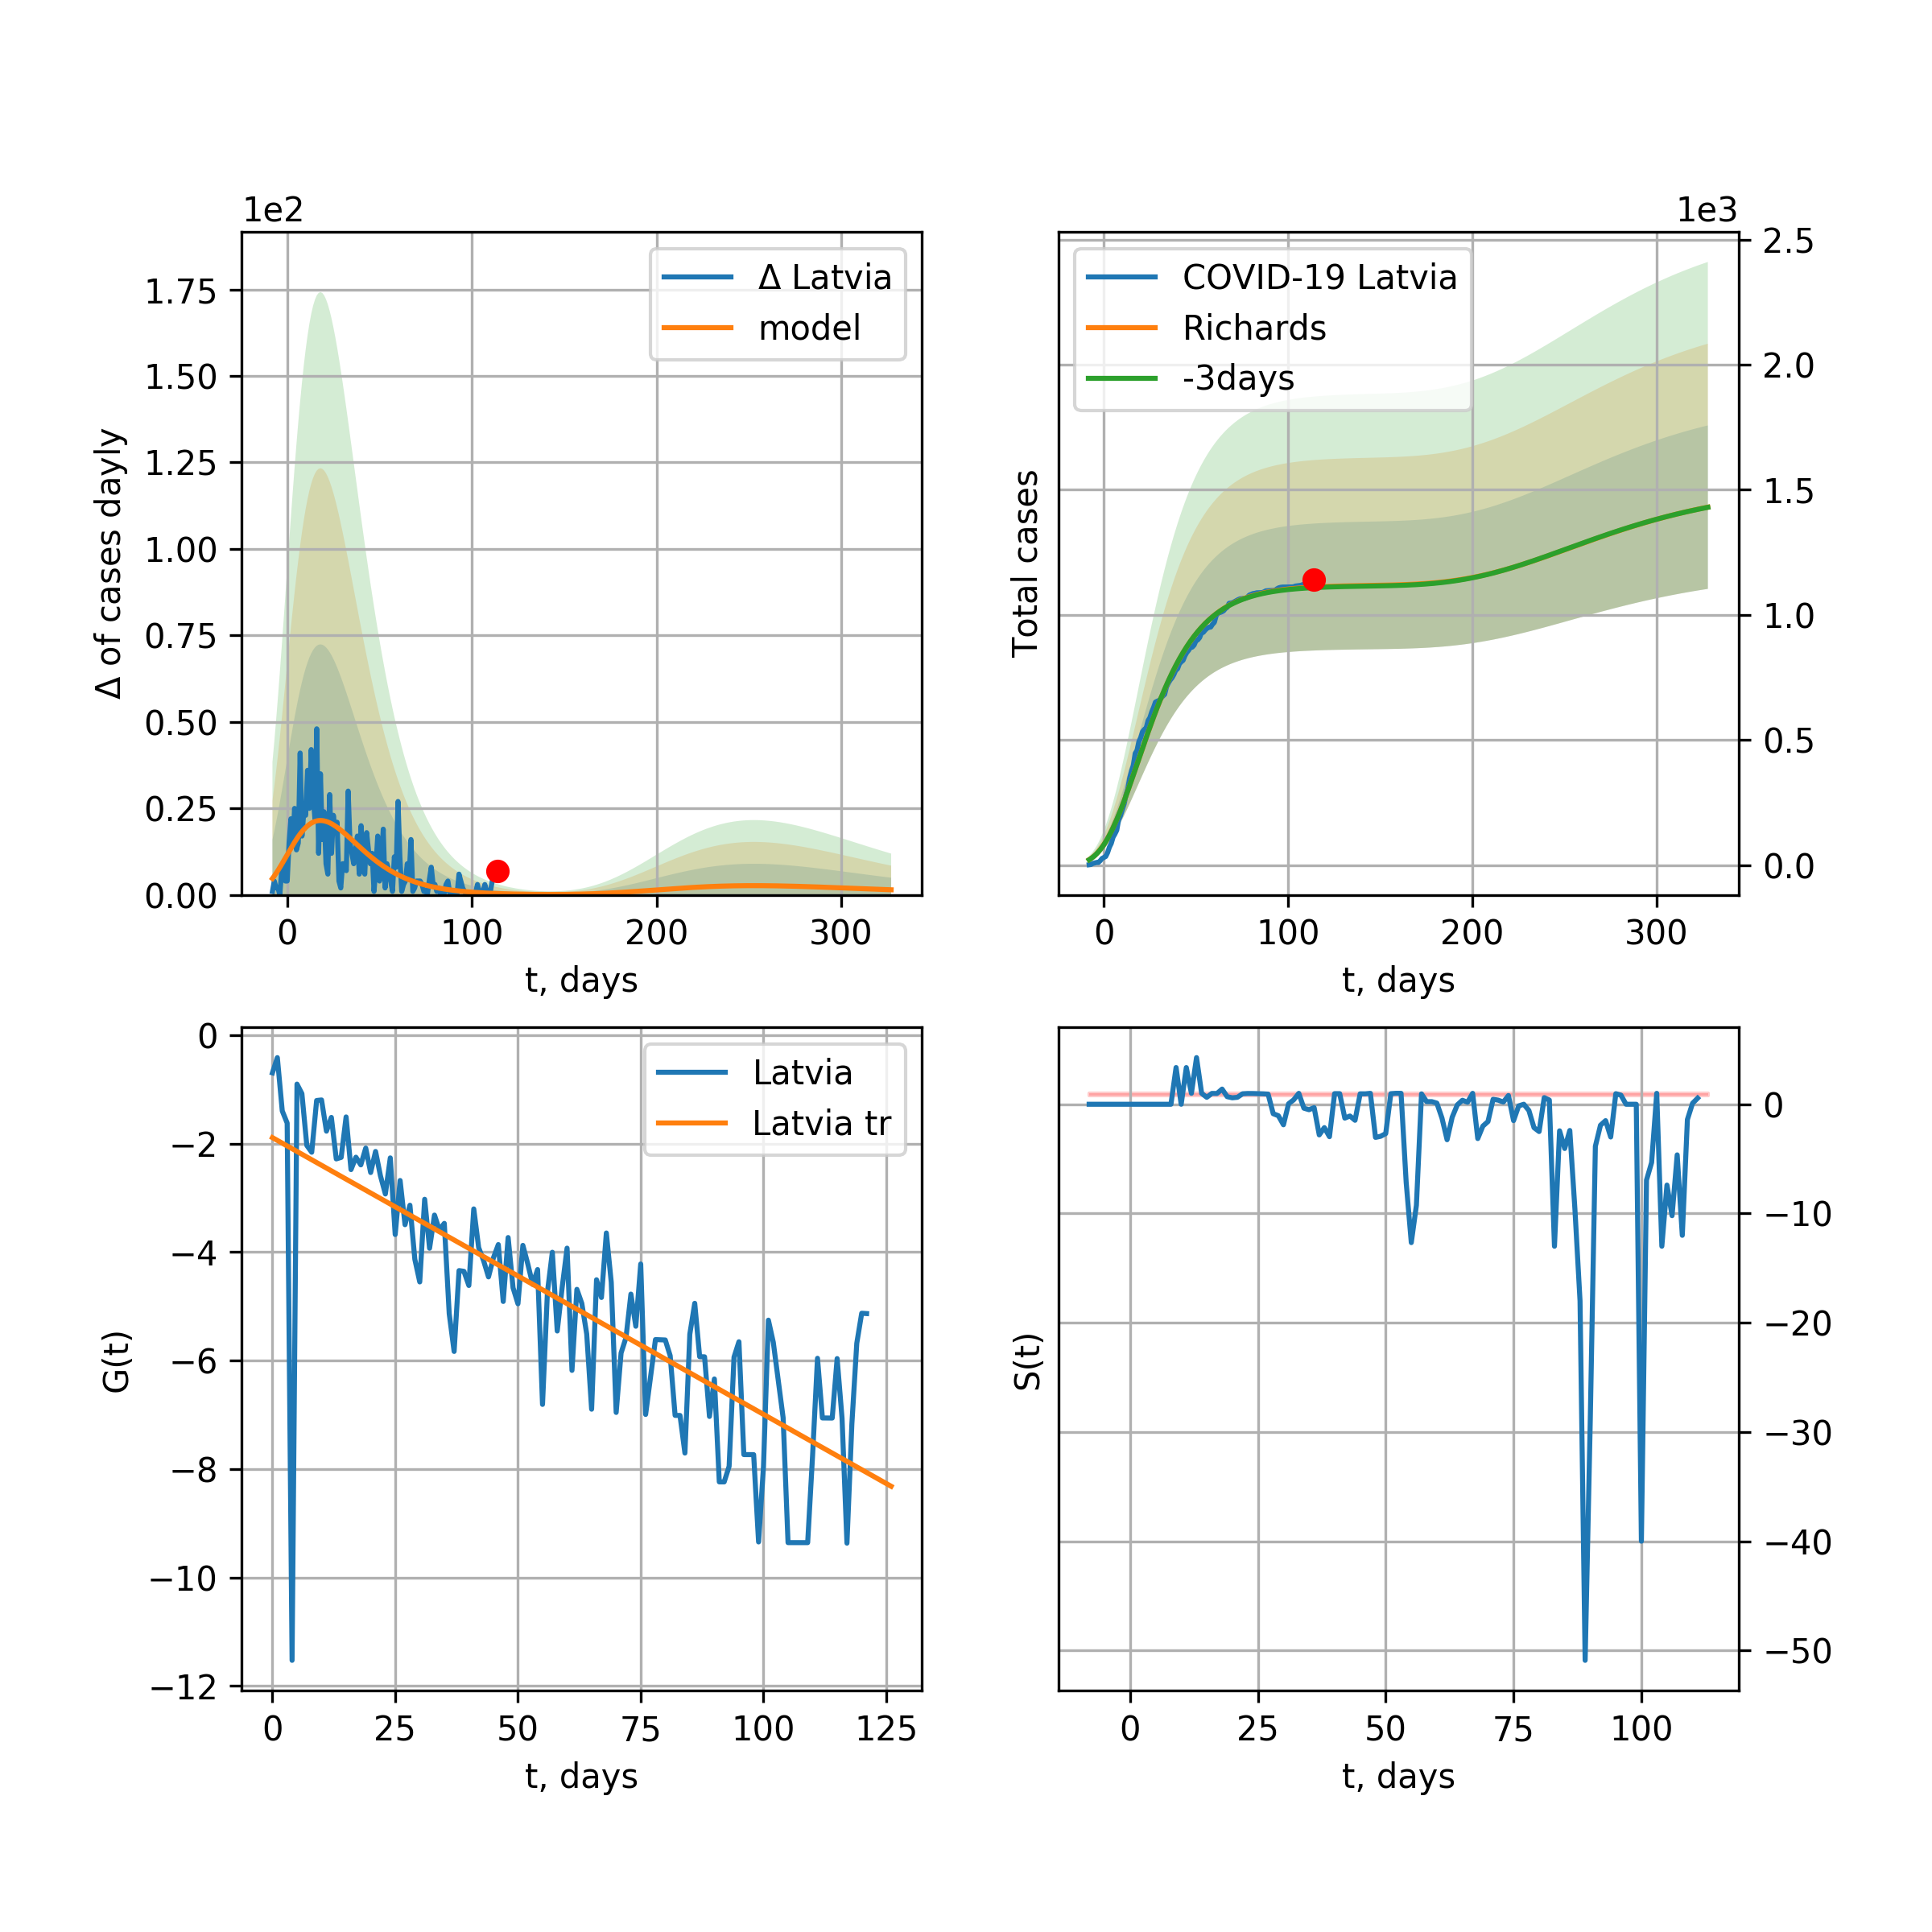 1e2
Δ Latvia
model
1.75
1.50
1.25
1.00
0.75
0.50
0.25
0.00
Δ of cases dayly
0 100 200 300
t, days
1e3
COVID-19 Latvia
Richards
-3days
2.5
2.0
1.5
1.0
0.5
0.0
Total cases
0 100 200 300
t, days
Latvia
Latvia tr
0
−2
−4
−6
−8
−10
−12
G(t)
0 25 50 75 100 125
t, days
0
−10
−20
−30
−40
−50
S(t)
0 25 50 75 100
t, days